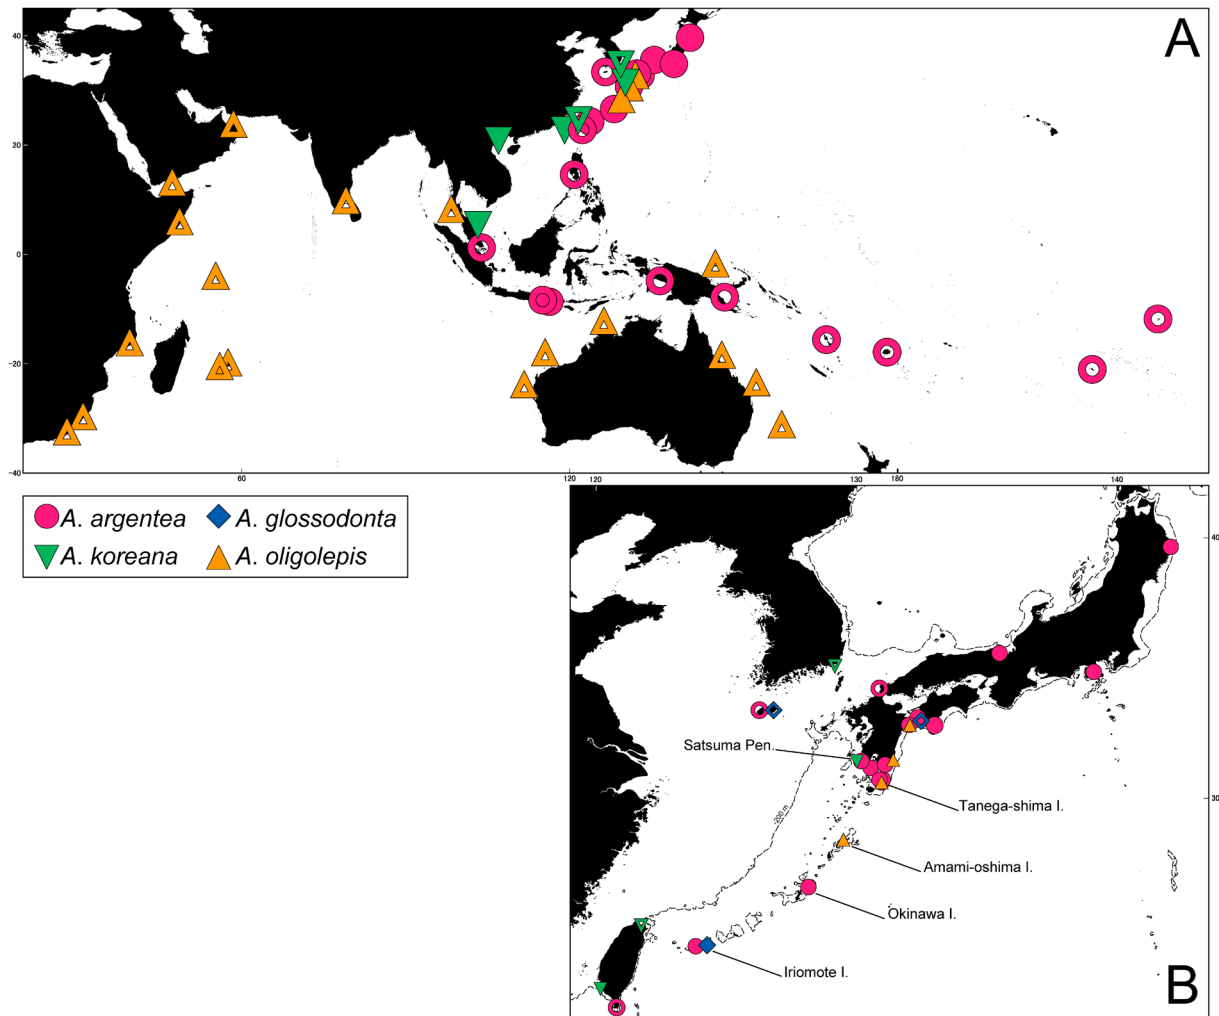 A
40
20
0
−20
−40
60
120
180
A. argentea
A. glossodonta
A. koreana
A. oligolepis
120
130
140
40
30
Satsuma Pen.
-200 m
Tanega-shima I.
Amami-oshima I.
Okinawa I.
Iriomote I.
B